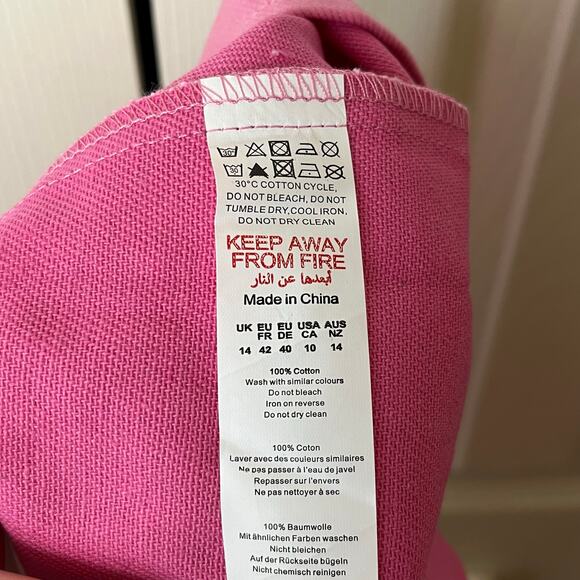 30°
30
30°C COTTON CYCLE,
DO NOT BLEACH, DO NOT
TUMBLE DRY,COOL IRON.
DO NOT DRY CLEAN
KEEP AWAY
FROM FIRE
أبعدها عن النار
Made in China
UK EU EU USA AUS
FR DE CA NZ
14 42 40 10 14
100% Cotton
Wash with similar colours
Do not bleach
Iron on reverse
Do not dry clean
100% Coton
Laver avec des couleurs similaires
Ne pas passer à l'eau de javel
Repasser sur l'envers
Ne pas nettoyer à sec
100% Baumwolle
Mit ähnlichen Farben waschen
Nicht bleichen
Auf der Rückseite bügeln
Nicht chemisch reinigen